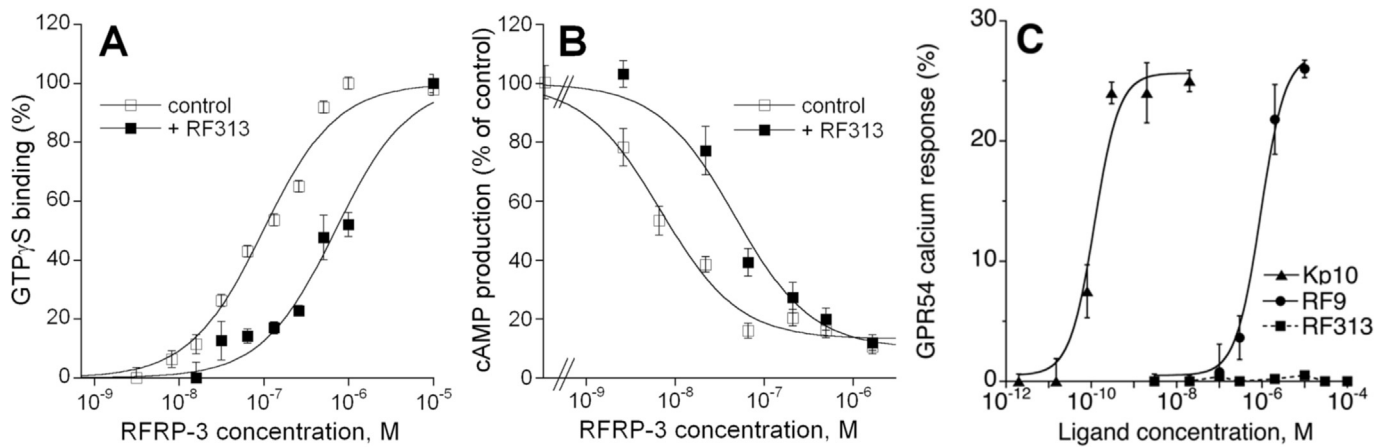 A
GTPγS binding (%)
120
100
80
60
40
20
0
control
+ RF313
10-9
10-8
10-7
10-6
10-5
RFRP-3 concentration, M
B
cAMP production (% of control)
120
100
80
60
40
20
0
control
+ RF313
10-9
10-8
10-7
10-6
RFRP-3 concentration, M
C
GPR54 calcium response (%)
30
20
10
0
Kp10
RF9
RF313
10-12
10-10
10-8
10-6
10-4
Ligand concentration, M